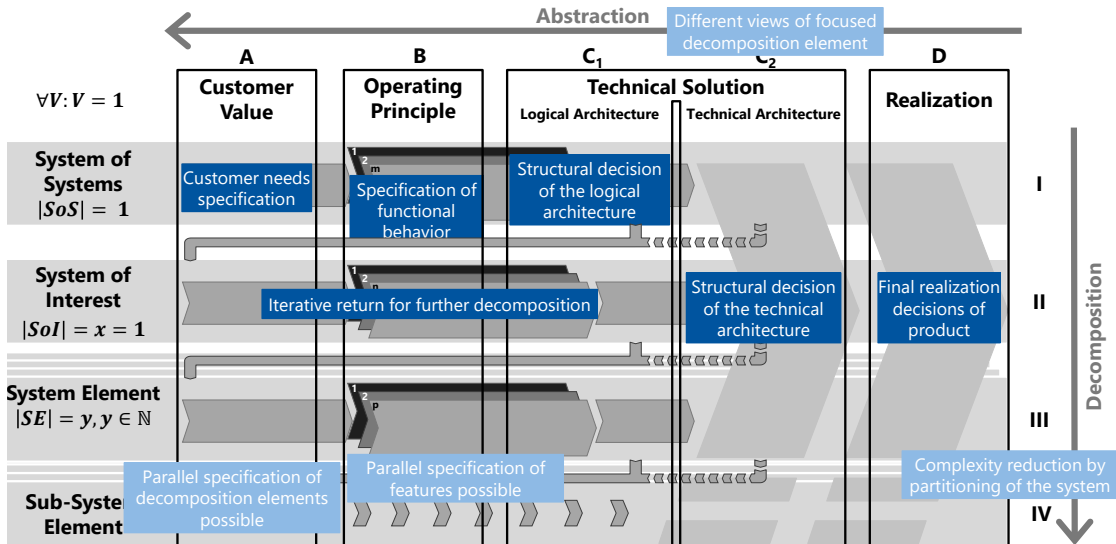 Abstraction
Different views of focused
decomposition element
A
B
C1
C2
D
∀V: V = 1
Customer
Value
Operating
Principle
Technical Solution
Logical Architecture
Technical Architecture
Realization
System of
Systems
|SoS| = 1
Customer needs
specification
1
2
m
Specification of
functional
behavior
Structural decision
of the logical
architecture
I
System of
Interest
|SoI| = x = 1
1
2
n
Iterative return for further decomposition
Structural decision
of the technical
architecture
Final realization
decisions of
product
II
Decomposition
System Element
|SE| = y, y ∈ ℕ
1
2
p
III
Parallel specification of
decomposition elements
possible
Parallel specification of
features possible
Complexity reduction by
partitioning of the system
Sub-System
Element
IV